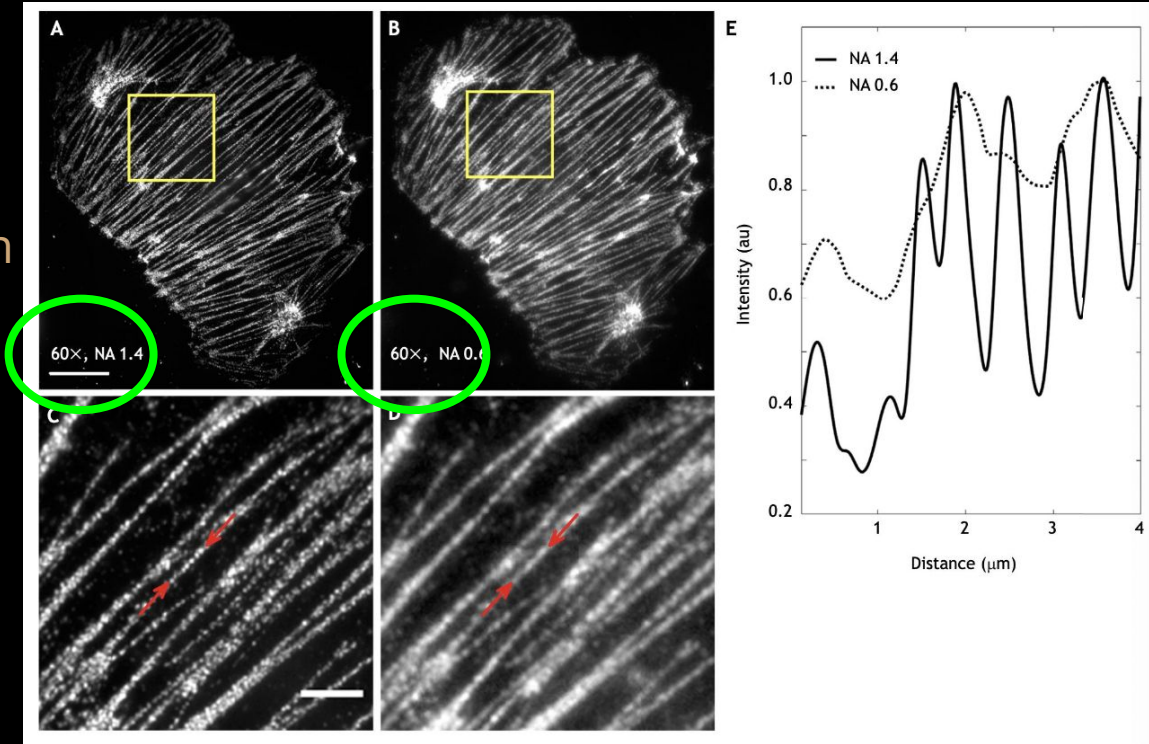 A
B
E
60×, NA 1.4
60×, NA 0.6
C
D
NA 1.4
NA 0.6
1.0
0.8
0.6
0.4
0.2
Intensity (au)
1
2
3
4
Distance (μm)